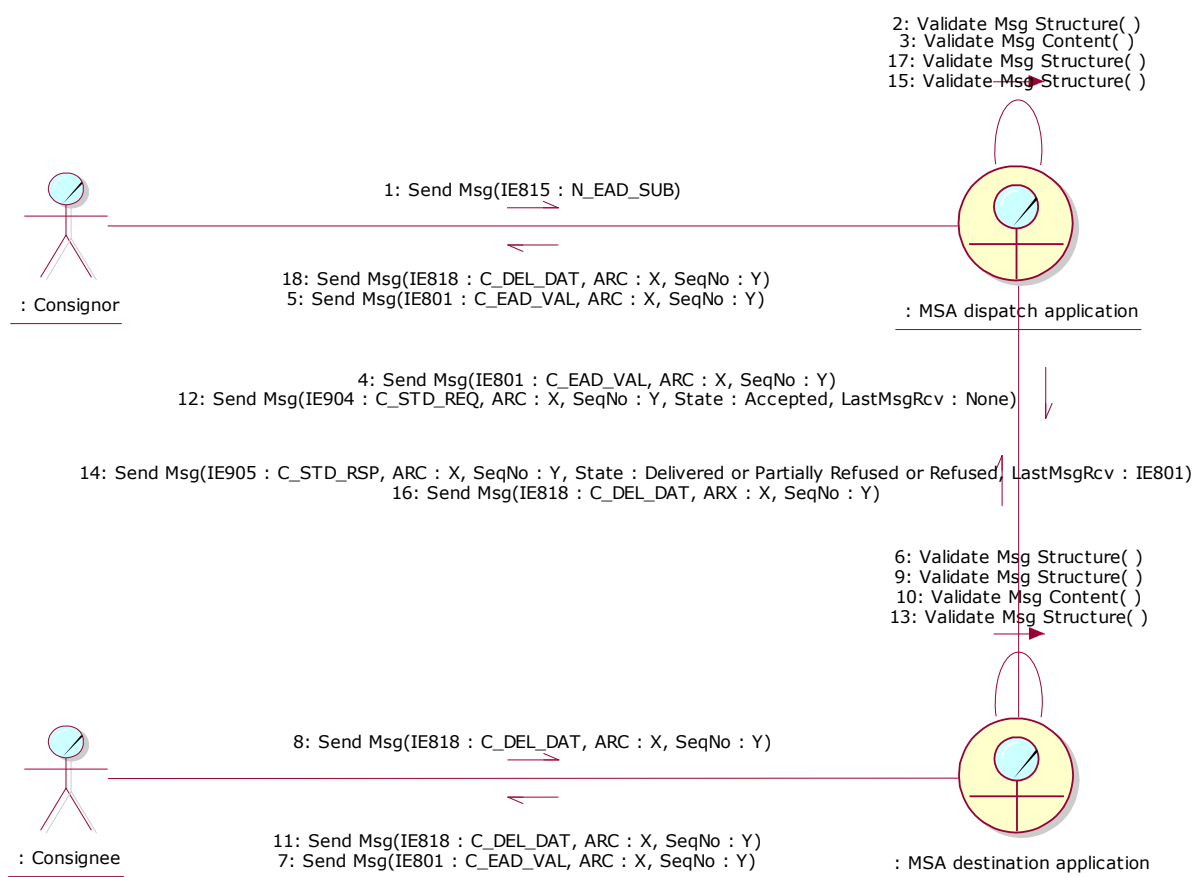 2: Validate Msg Structure( )
3: Validate Msg Content( )
17: Validate Msg Structure( )
15: Validate Msg Structure( )
1: Send Msg(IE815 : N_EAD_SUB)
18: Send Msg(IE818 : C_DEL_DAT, ARC : X, SeqNo : Y)
5: Send Msg(IE801 : C_EAD_VAL, ARC : X, SeqNo : Y)
: Consignor
: MSA dispatch application
4: Send Msg(IE801 : C_EAD_VAL, ARC : X, SeqNo : Y)
12: Send Msg(IE904 : C_STD_REQ, ARC : X, SeqNo : Y, State : Accepted, LastMsgRcv : None)
14: Send Msg(IE905 : C_STD_RSP, ARC : X, SeqNo : Y, State : Delivered or Partially Refused or Refused, LastMsgRcv : IE801)
16: Send Msg(IE818 : C_DEL_DAT, ARX : X, SeqNo : Y)
6: Validate Msg Structure( )
9: Validate Msg Structure( )
10: Validate Msg Content( )
13: Validate Msg Structure( )
8: Send Msg(IE818 : C_DEL_DAT, ARC : X, SeqNo : Y)
11: Send Msg(IE818 : C_DEL_DAT, ARC : X, SeqNo : Y)
7: Send Msg(IE801 : C_EAD_VAL, ARC : X, SeqNo : Y)
: Consignee
: MSA destination application